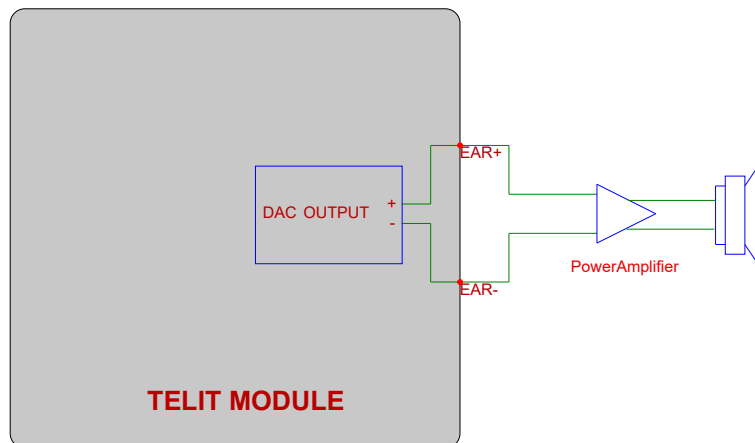 EAR+
+
DAC OUTPUT
-
PowerAmplifier
EAR-
TELIT MODULE